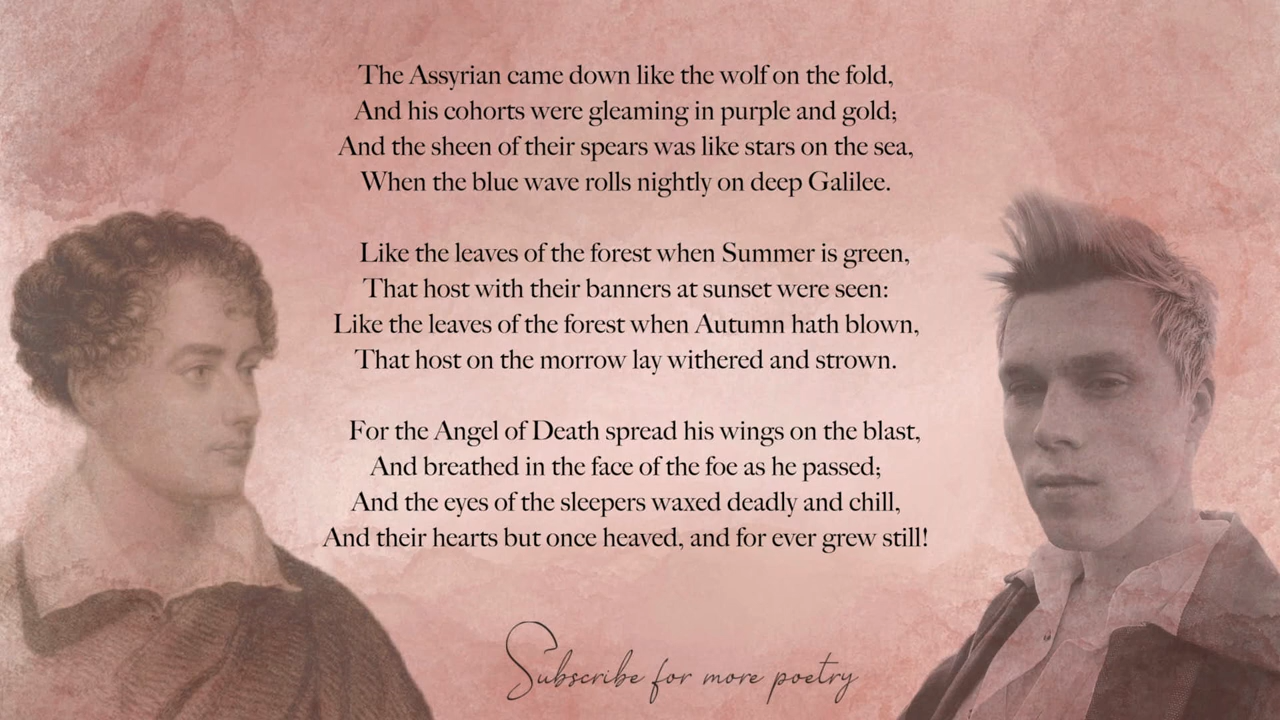 The Assyrian came down like the wolf on the fold,
And his cohorts were gleaming in purple and gold;
And the sheen of their spears was like stars on the sea,
When the blue wave rolls nightly on deep Galilee.
Like the leaves of the forest when Summer is green,
That host with their banners at sunset were seen:
Like the leaves of the forest when Autumn hath blown,
That host on the morrow lay withered and strown.
For the Angel of Death spread his wings on the blast,
And breathed in the face of the foe as he passed;
And the eyes of the sleepers waxed deadly and chill,
And their hearts but once heaved, and for ever grew still!
Subscribe for more poetry